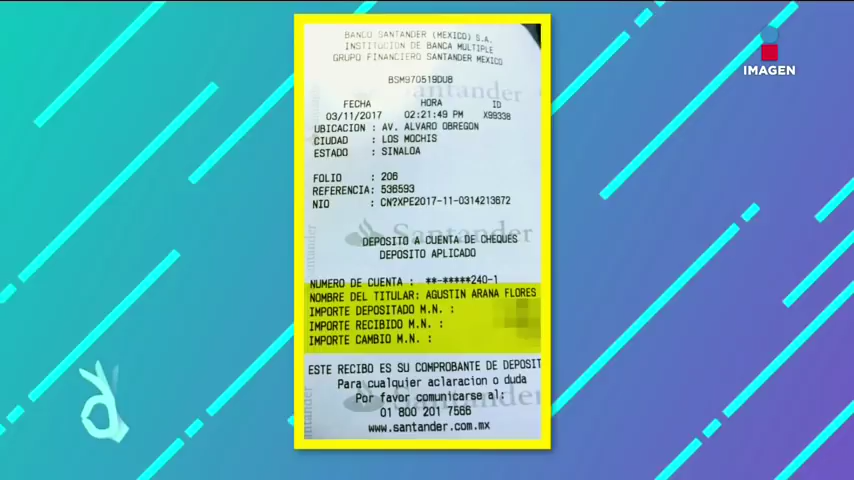 IMAGEN
BANCO SANTANDER (MEXICO) S.A.
INSTITUCION DE BANCA MULTIPLE
GRUPO FINANCIERO SANTANDER MEXICO
BSM970519DU8
FECHA HORA ID
03/11/2017 02:21:49 PM X99338
UBICACION : AV. ALVARO OBREGON
CIUDAD : LOS MOCHIS
ESTADO : SINALOA
FOLIO : 206
REFERENCIA: 536593
NIO : CN?XPE2017-11-0314213672
Santander
DEPOSITO A CUENTA DE CHEQUES
DEPOSITO APLICADO
NUMERO DE CUENTA : **-*****240-1
NOMBRE DEL TITULAR: AGUSTIN ARANA FLORES
IMPORTE DEPOSITADO M.N. :
IMPORTE RECIBIDO M.N. :
IMPORTE CAMBIO M.N. :
ESTE RECIBO ES SU COMPROBANTE DE DEPOSIT
Para cualquier aclaracion o duda
Por favor comunicarse al:
01 800 201 7566
www.santander.com.mx